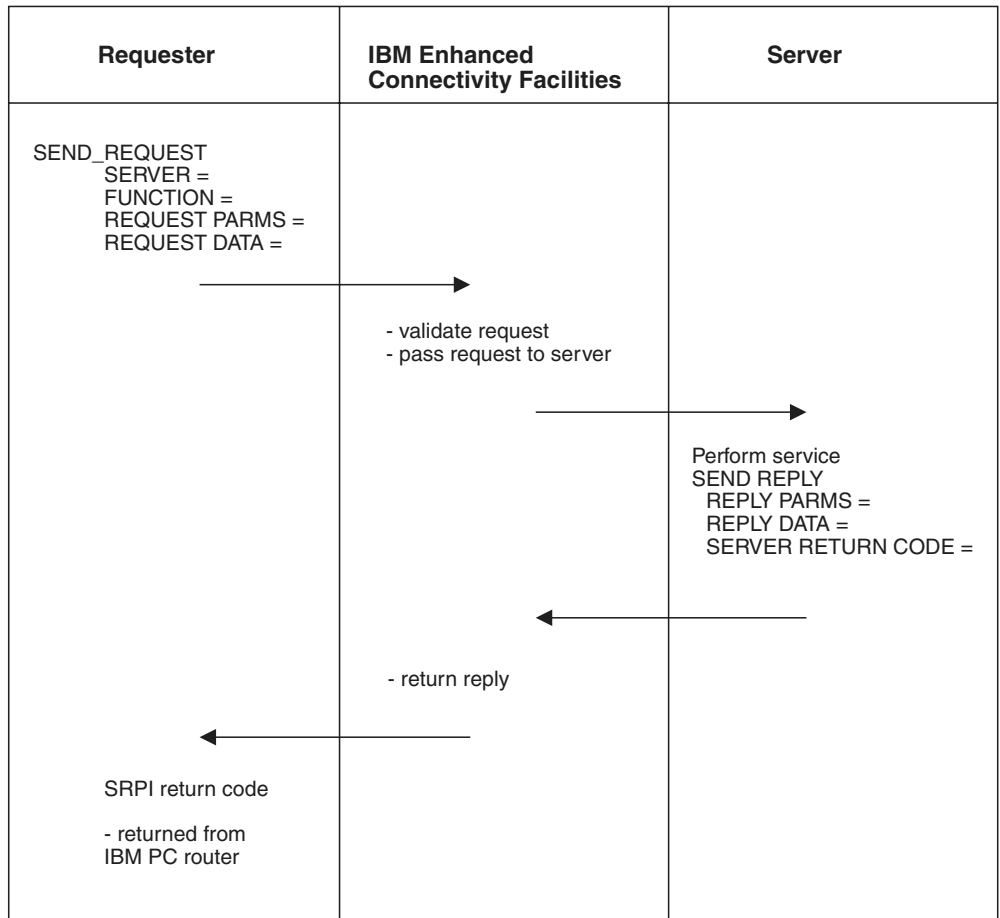 Requester
IBM Enhanced
Connectivity Facilities
Server
SEND_REQUEST
SERVER =
FUNCTION =
REQUEST PARMS =
REQUEST DATA =
- validate request
- pass request to server
Perform service
SEND REPLY
REPLY PARMS =
REPLY DATA =
SERVER RETURN CODE =
- return reply
SRPI return code
- returned from
IBM PC router